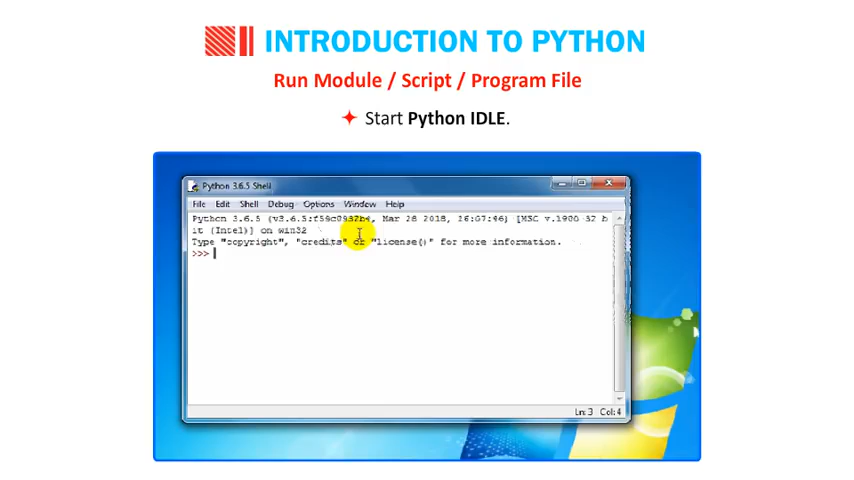 INTRODUCTION TO PYTHON
Run Module / Script / Program File
Start Python IDLE.
Python 3.6.5 Shell
File Edit Shell Debug Options Window Help
Python 3.6.5 (v3.6.5:f59c0932b4, Mar 28 2018, 16:07:46) [MSC v.1900 32 b
it (Intel)] on win32
Type "copyright", "credits" or "license()" for more information.
>>>
Ln: 3 Col: 4